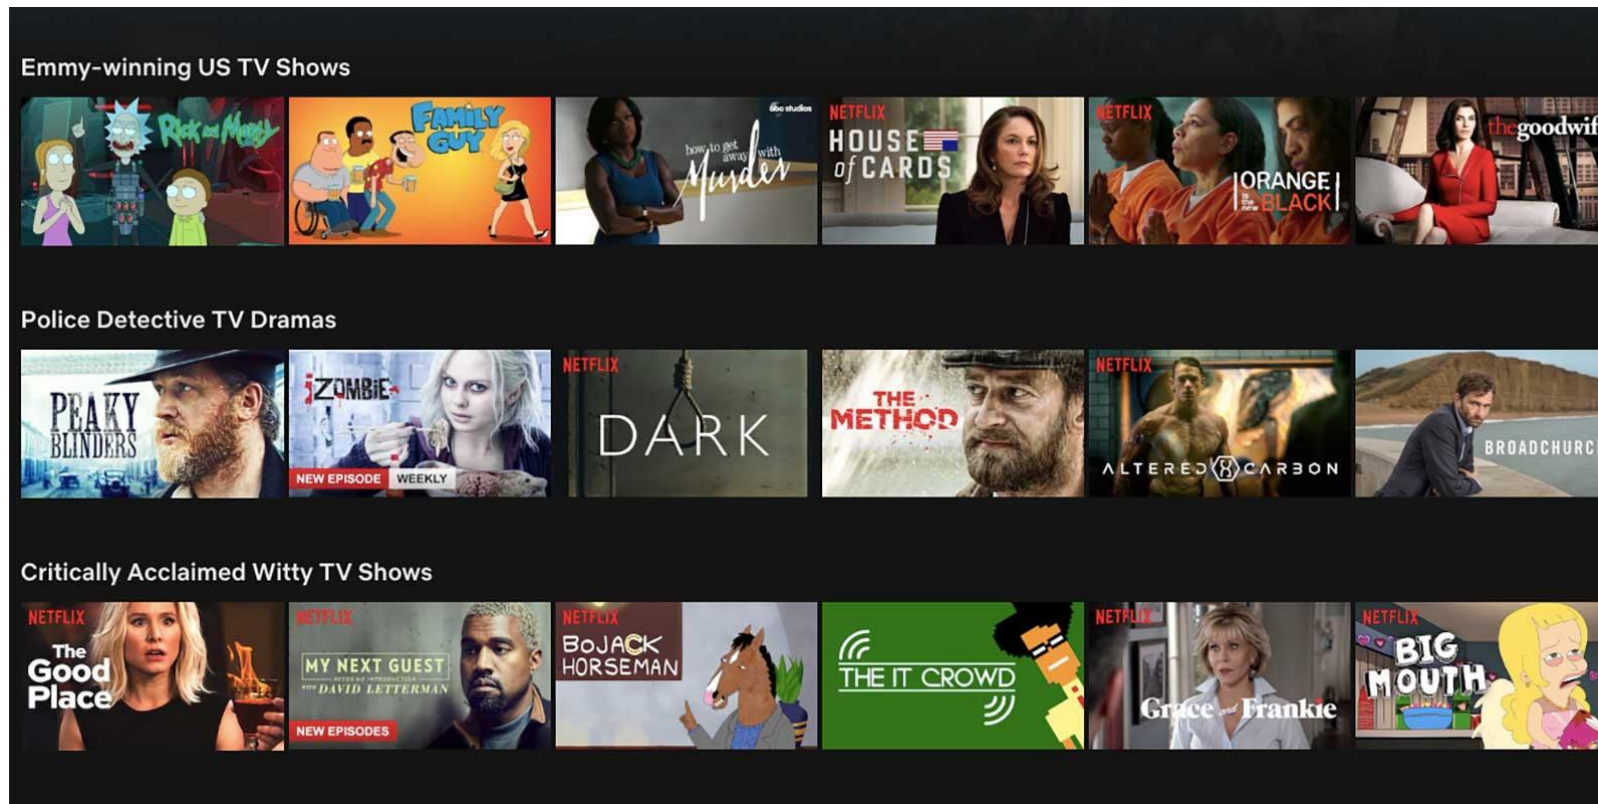 Emmy-winning US TV Shows
Rick and Morty
FAMILY
GUY
abc studios
how to get
away with
Murder
NETFLIX
HOUSE
of CARDS
NETFLIX
ORANGE
is the new BLACK
thegoodwif
Police Detective TV Dramas
PEAKY
BLINDERS
iZOMBIE
NEW EPISODE WEEKLY
NETFLIX
DARK
THE
METHOD
NETFLIX
ALTERED CARBON
BROADCHURC
Critically Acclaimed Witty TV Shows
NETFLIX
The
Good
Place
NETFLIX
MY NEXT GUEST
NEEDS NO INTRODUCTION
WITH DAVID LETTERMAN
NEW EPISODES
NETFLIX
BoJACK
HORSEMAN
THE IT CROWD
NETFLIX
Grace and Frankie
NETFLIX
BIG
MOUTH